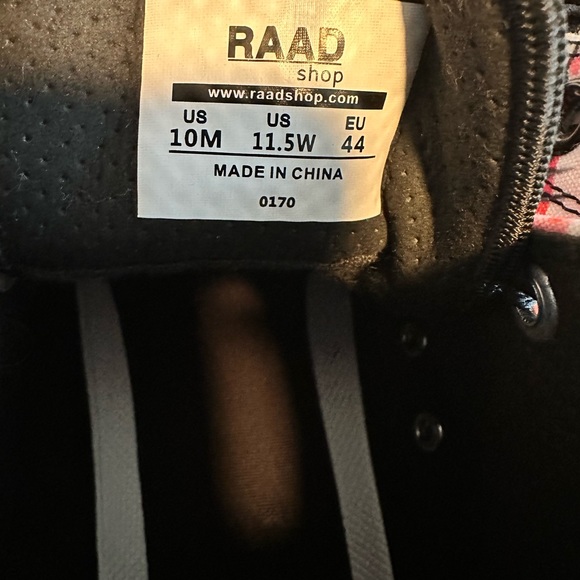 RAAD
shop
www.raadshop.com
US US EU
10M 11.5W 44
MADE IN CHINA
0170